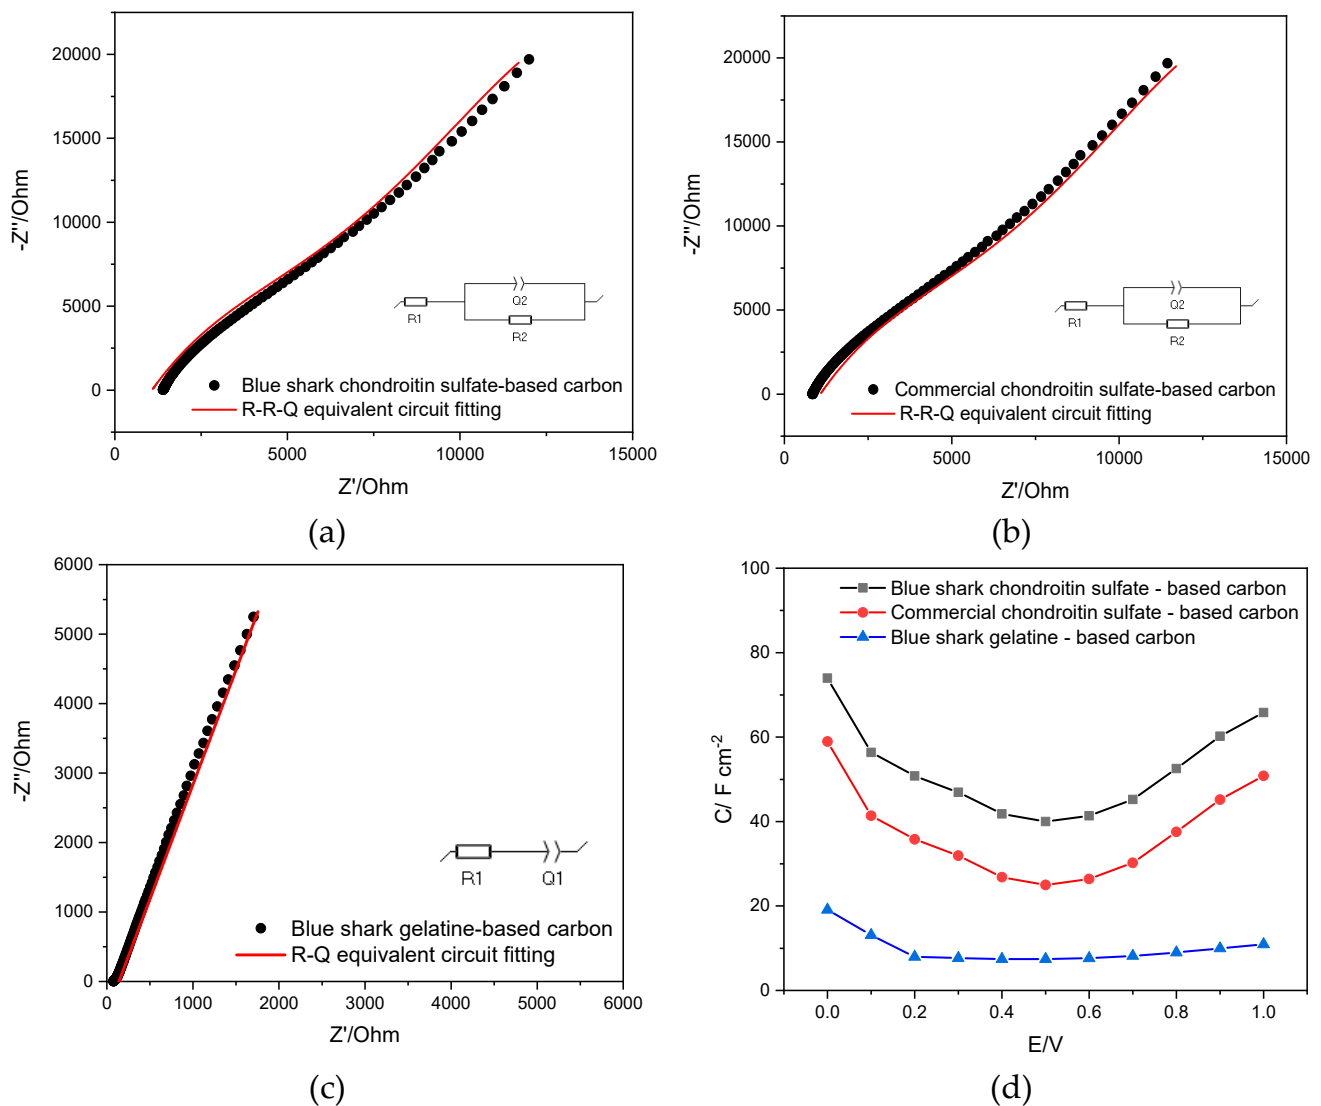 20000
15000
10000
5000
0
-Z''/Ohm
R1
Q2
R2
Blue shark chondroitin sulfate-based carbon
R-R-Q equivalent circuit fitting
0
5000
10000
15000
Z'/Ohm
(a)
20000
15000
10000
5000
0
-Z''/Ohm
R1
Q2
R2
Commercial chondroitin sulfate-based carbon
R-R-Q equivalent circuit fitting
0
5000
10000
15000
Z'/Ohm
(b)
6000
5000
4000
3000
2000
1000
0
-Z''/Ohm
R1
Q1
Blue shark gelatine-based carbon
R-Q equivalent circuit fitting
0
1000
2000
3000
4000
5000
6000
Z'/Ohm
(c)
100
80
60
40
20
0
C/ F cm-2
Blue shark chondroitin sulfate - based carbon
Commercial chondroitin sulfate - based carbon
Blue shark gelatine - based carbon
0.0
0.2
0.4
0.6
0.8
1.0
E/V
(d)